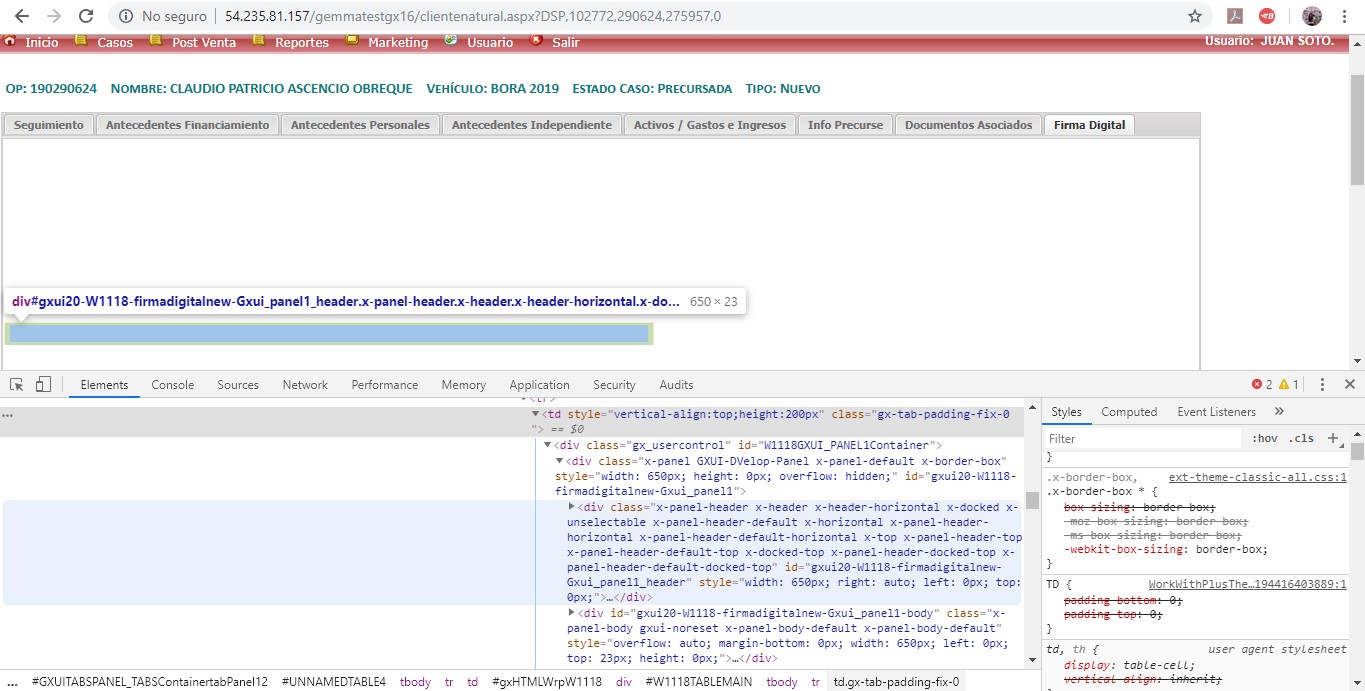 No seguro | 54.235.81.157/gemmatestgx16/clientenatural.aspx?DSP,102772,290624,275957,0
Inicio Casos Post Venta Reportes Marketing Usuario Salir Usuario: JUAN SOTO.
OP: 190290624 NOMBRE: CLAUDIO PATRICIO ASCENCIO OBREQUE VEHÍCULO: BORA 2019 ESTADO CASO: PRECURSADA TIPO: NUEVO
Seguimiento Antecedentes Financiamiento Antecedentes Personales Antecedentes Independiente Activos / Gastos e Ingresos Info Precurse Documentos Asociados Firma Digital
div#gxui20-W1118-firmadigitalnew-Gxui_panel1_header.x-panel-header.x-header.x-header-horizontal.x-do... 650 × 23
Elements Console Sources Network Performance Memory Application Security Audits 2 1
<td style="vertical-align:top;height:200px" class="gx-tab-padding-fix-0
"> == $0
<div class="gx_usercontrol" id="W1118GXUI_PANEL1Container">
<div class="x-panel GXUI-DVelop-Panel x-panel-default x-border-box"
style="width: 650px; height: 0px; overflow: hidden;" id="gxui20-W1118-
firmadigitalnew-Gxui_panel1">
<div class="x-panel-header x-header x-header-horizontal x-docked x-
unselectable x-panel-header-default x-horizontal x-panel-header-
horizontal x-panel-header-default-horizontal x-top x-panel-header-top
x-panel-header-default-top x-docked-top x-panel-header-docked-top x-
panel-header-default-docked-top" id="gxui20-W1118-firmadigitalnew-
Gxui_panel1_header" style="width: 650px; right: auto; left: 0px; top:
0px;">…</div>
<div id="gxui20-W1118-firmadigitalnew-Gxui_panel1-body" class="x-
panel-body gxui-noreset x-panel-body-default x-panel-body-default"
style="overflow: auto; margin-bottom: 0px; width: 650px; left: 0px;
top: 23px; height: 0px;">…</div>
... #GXUITABSPANEL_TABSContainertabPanel12 #UNNAMEDTABLE4 tbody tr td #gxHTMLWrpW1118 div #W1118TABLEMAIN tbody tr td.gx-tab-padding-fix-0
Styles Computed Event Listeners »
Filter :hov .cls +
}
.x-border-box, ext-theme-classic-all.css:1
.x-border-box * {
box-sizing: border-box;
-moz-box-sizing: border-box;
-ms-box-sizing: border-box;
-webkit-box-sizing: border-box;
}
TD { WorkWithPlusThe…194416403889:1
padding-bottom: 0;
padding-top: 0;
}
td, th { user agent stylesheet
display: table-cell;
vertical-align: inherit;